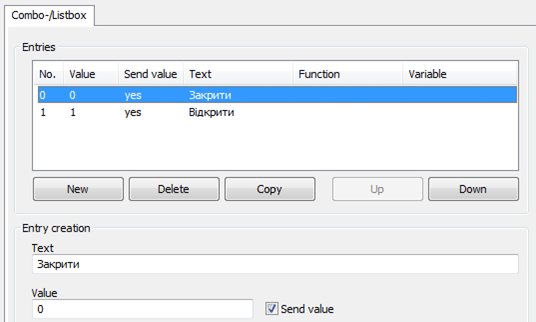 Combo-/Listbox
Entries
No. Value Send value Text Function Variable
0 0 yes Закрити
1 1 yes Відкрити
New Delete Copy Up Down
Entry creation
Text
Закрити
Value
0 Send value